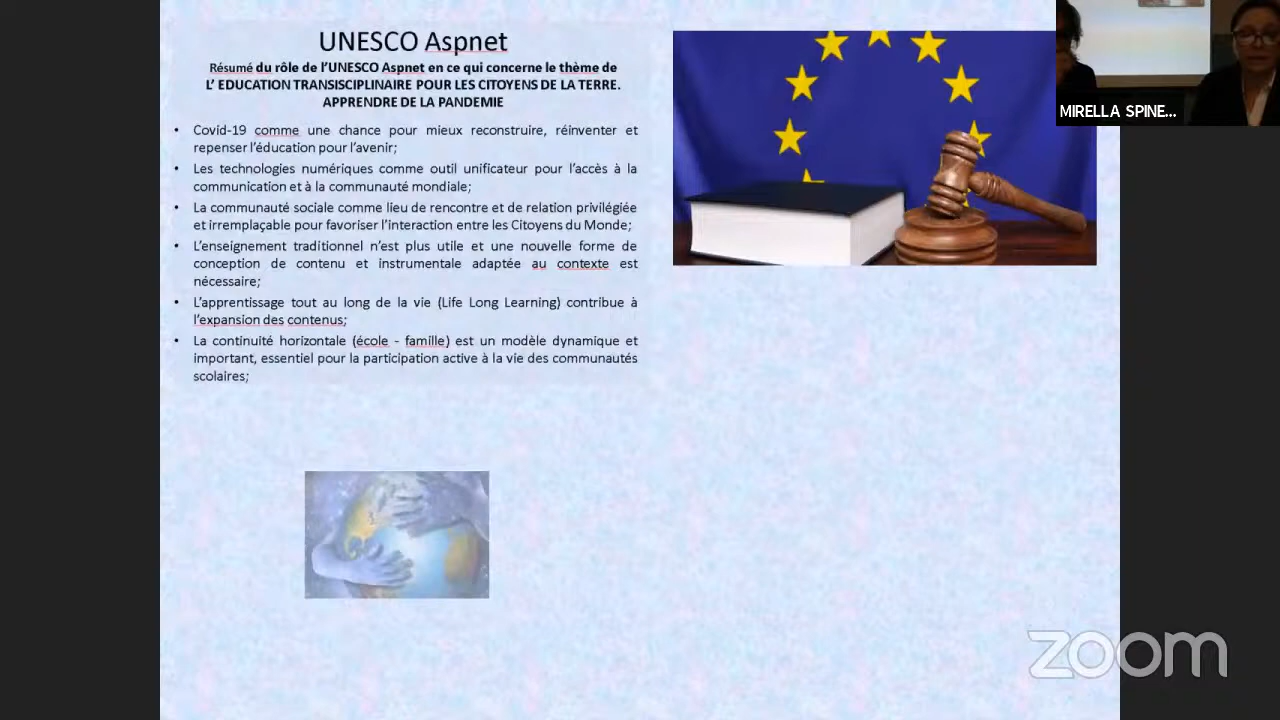 UNESCO Aspnet
Résumé du rôle de l'UNESCO Aspnet en ce qui concerne le thème de
L' EDUCATION TRANSISCIPLINAIRE POUR LES CITOYENS DE LA TERRE.
APPRENDRE DE LA PANDEMIE
• Covid-19 comme une chance pour mieux reconstruire, réinventer et
repenser l'éducation pour l'avenir;
• Les technologies numériques comme outil unificateur pour l'accès à la
communication et à la communauté mondiale;
• La communauté sociale comme lieu de rencontre et de relation privilégiée
et irremplaçable pour favoriser l'interaction entre les Citoyens du Monde;
• L'enseignement traditionnel n'est plus utile et une nouvelle forme de
conception de contenu et instrumentale adaptée au contexte est
nécessaire;
• L'apprentissage tout au long de la vie (Life Long Learning) contribue à
l'expansion des contenus;
• La continuité horizontale (école - famille) est un modèle dynamique et
important, essentiel pour la participation active à la vie des communautés
scolaires;
MIRELLA SPINE...
zoom